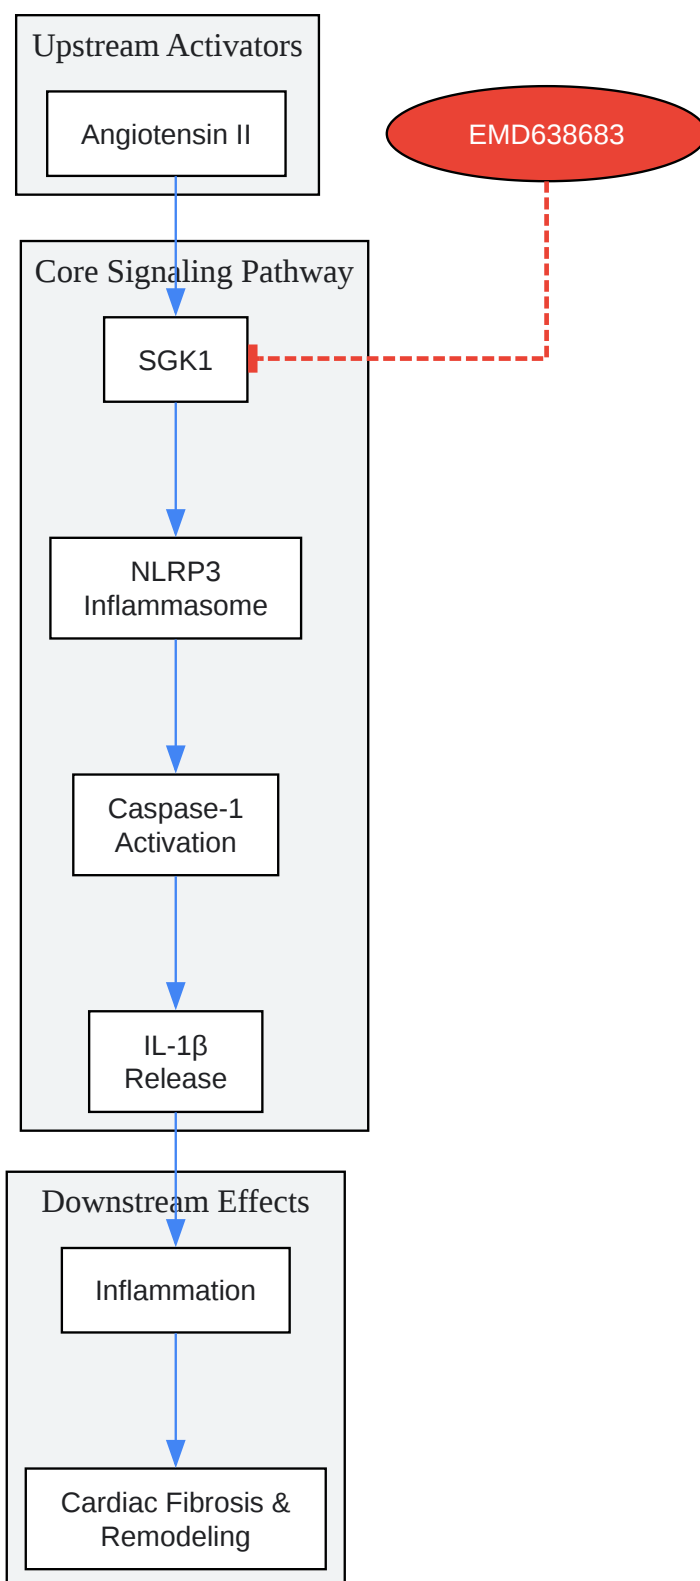 Upstream Activators
Angiotensin II
EMD638683
Core Signaling Pathway
SGK1
NLRP3
Inflammasome
Caspase-1
Activation
IL-1β
Release
Downstream Effects
Inflammation
Cardiac Fibrosis &
Remodeling